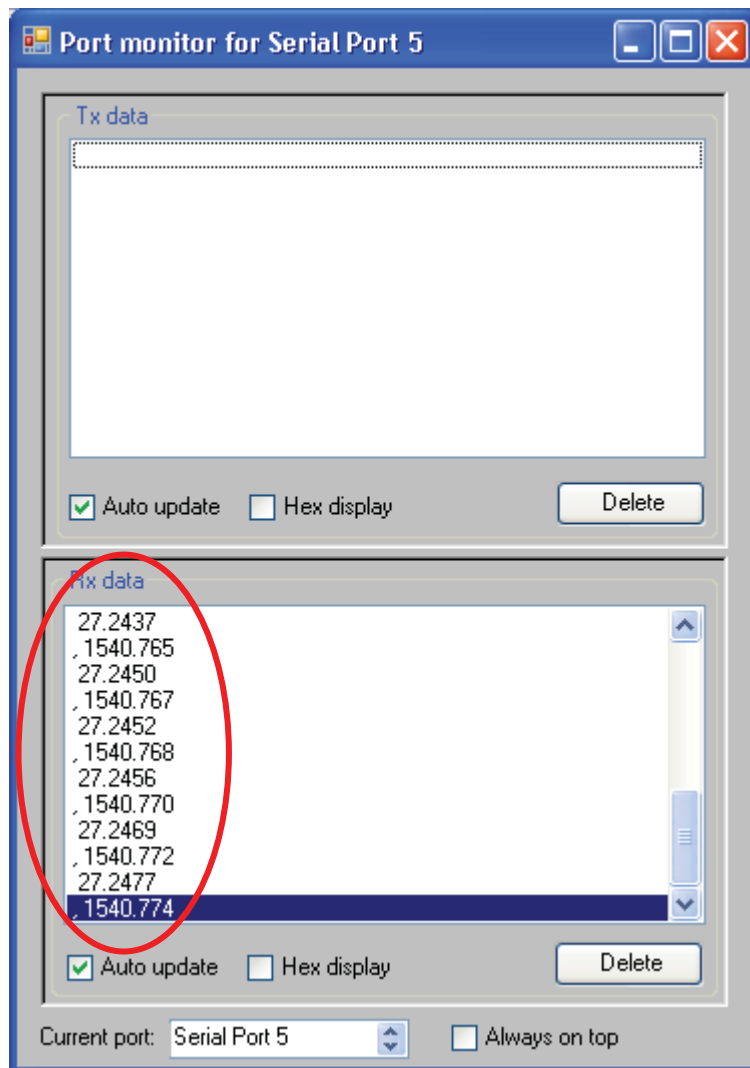 Port monitor for Serial Port 5
Tx data
Auto update Hex display Delete
Rx data
27.2437
, 1540.765
27.2450
, 1540.767
27.2452
, 1540.768
27.2456
, 1540.770
27.2469
, 1540.772
27.2477
, 1540.774
Auto update Hex display Delete
Current port: Serial Port 5 Always on top